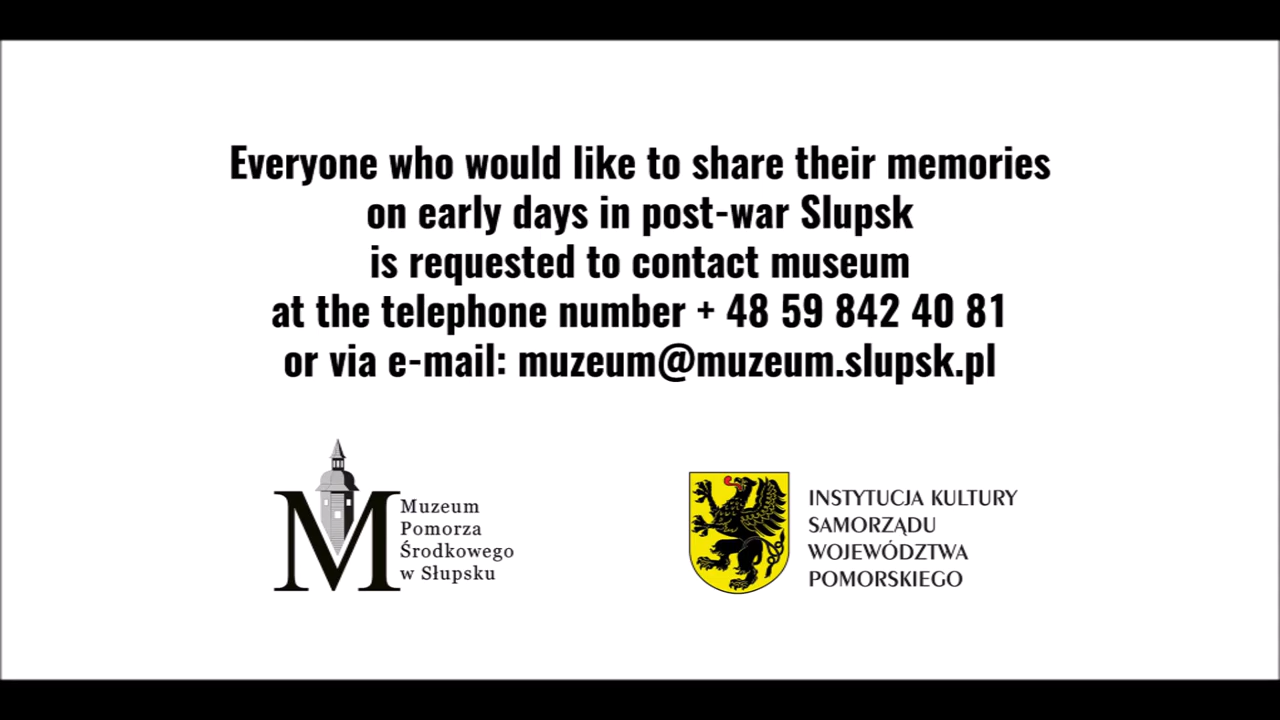 Everyone who would like to share their memories
on early days in post-war Slupsk
is requested to contact museum
at the telephone number + 48 59 842 40 81
or via e-mail: muzeum@muzeum.slupsk.pl
M
Muzeum
Pomorza
Środkowego
w Słupsku
INSTYTUCJA KULTURY
SAMORZĄDU
WOJEWÓDZTWA
POMORSKIEGO